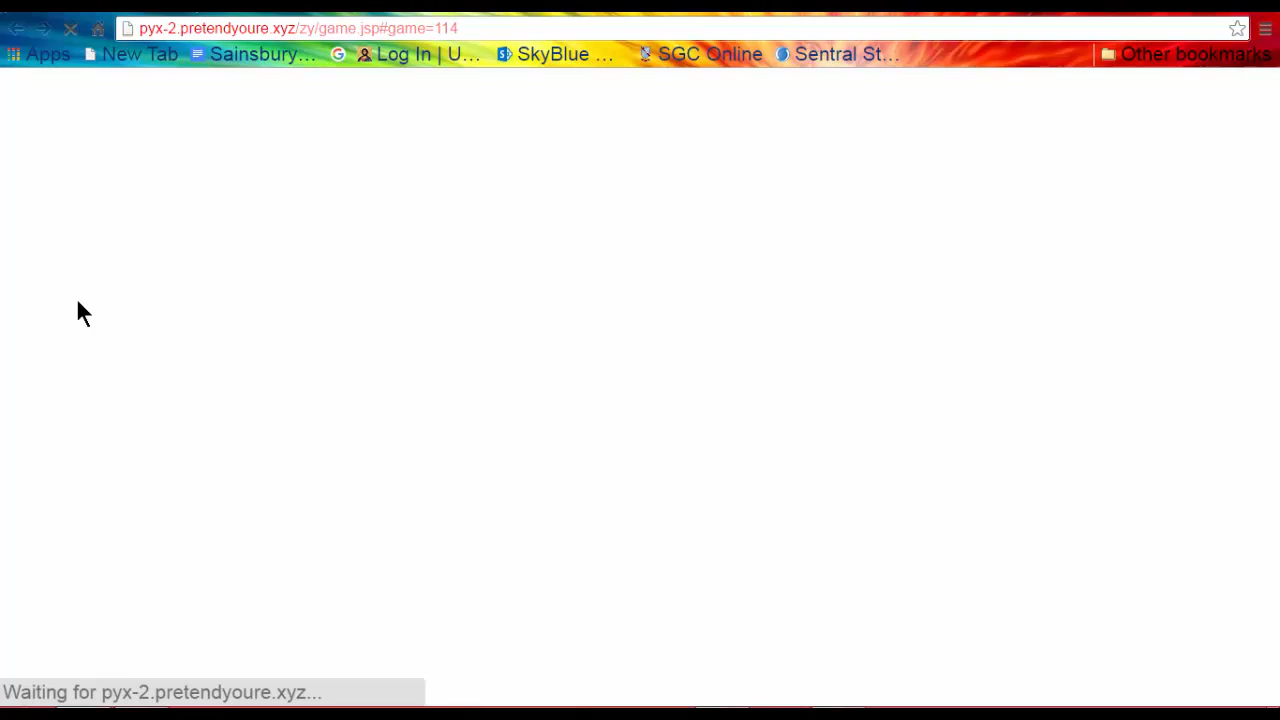 pyx-2.pretendyoure.xyz/zy/game.jsp#game=114
Apps New Tab Sainsbury... Log In | U... SkyBlue ... SGC Online Sentral St... Other bookmarks
Waiting for pyx-2.pretendyoure.xyz...